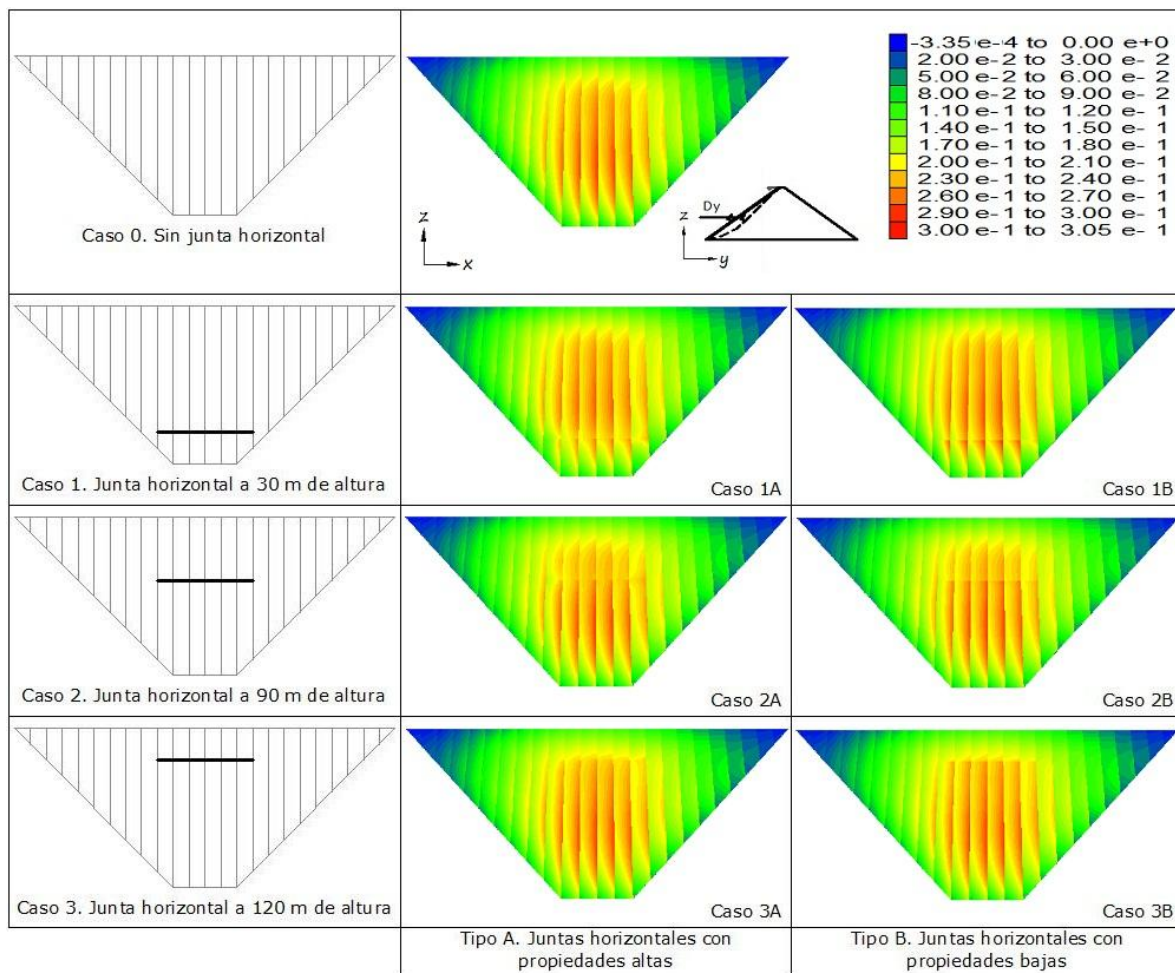 -3.35 e-4 to 0.00 e+0
2.00 e-2 to 3.00 e-2
5.00 e-2 to 6.00 e-2
8.00 e-2 to 9.00 e-2
1.10 e-1 to 1.20 e-1
1.40 e-1 to 1.50 e-1
1.70 e-1 to 1.80 e-1
2.00 e-1 to 2.10 e-1
2.30 e-1 to 2.40 e-1
2.60 e-1 to 2.70 e-1
2.90 e-1 to 3.00 e-1
3.00 e-1 to 3.05 e-1
z
x
Dy
z
y
Caso 0. Sin junta horizontal
Caso 1. Junta horizontal a 30 m de altura
Caso 1A
Caso 1B
Caso 2. Junta horizontal a 90 m de altura
Caso 2A
Caso 2B
Caso 3. Junta horizontal a 120 m de altura
Caso 3A
Caso 3B
Tipo A. Juntas horizontales con
propiedades altas
Tipo B. Juntas horizontales con
propiedades bajas